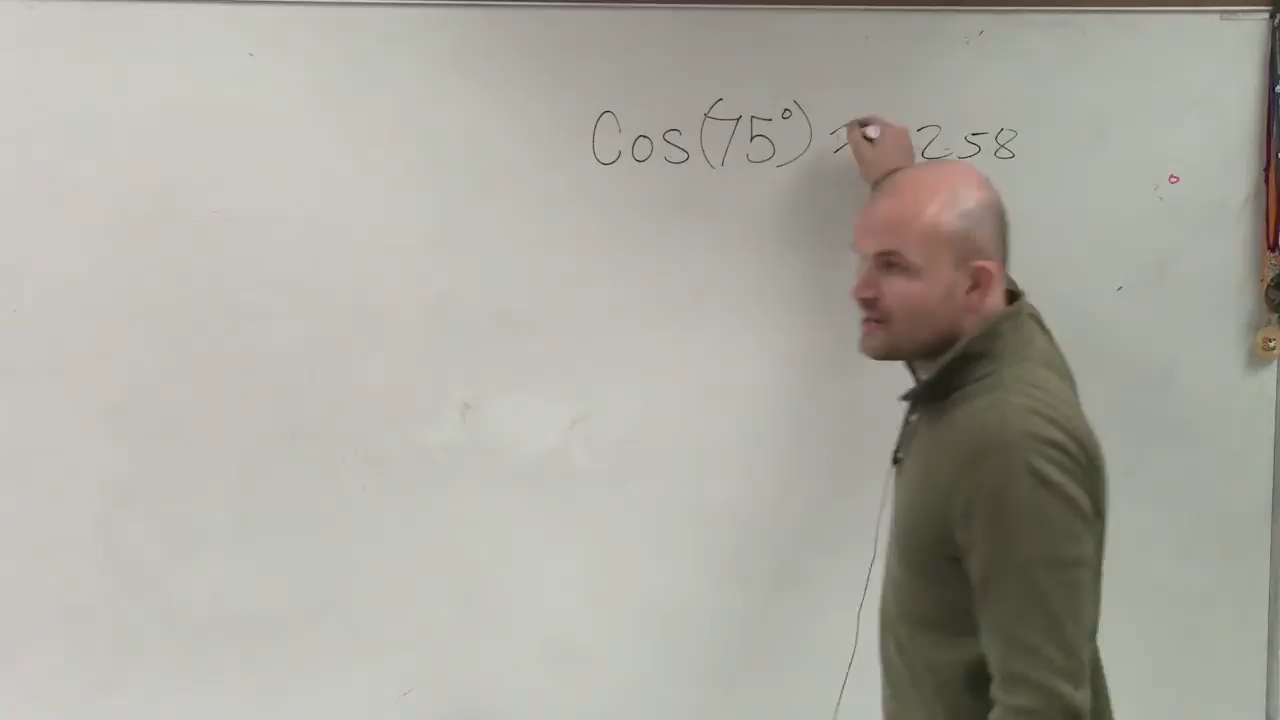 Cos(75°) = .258